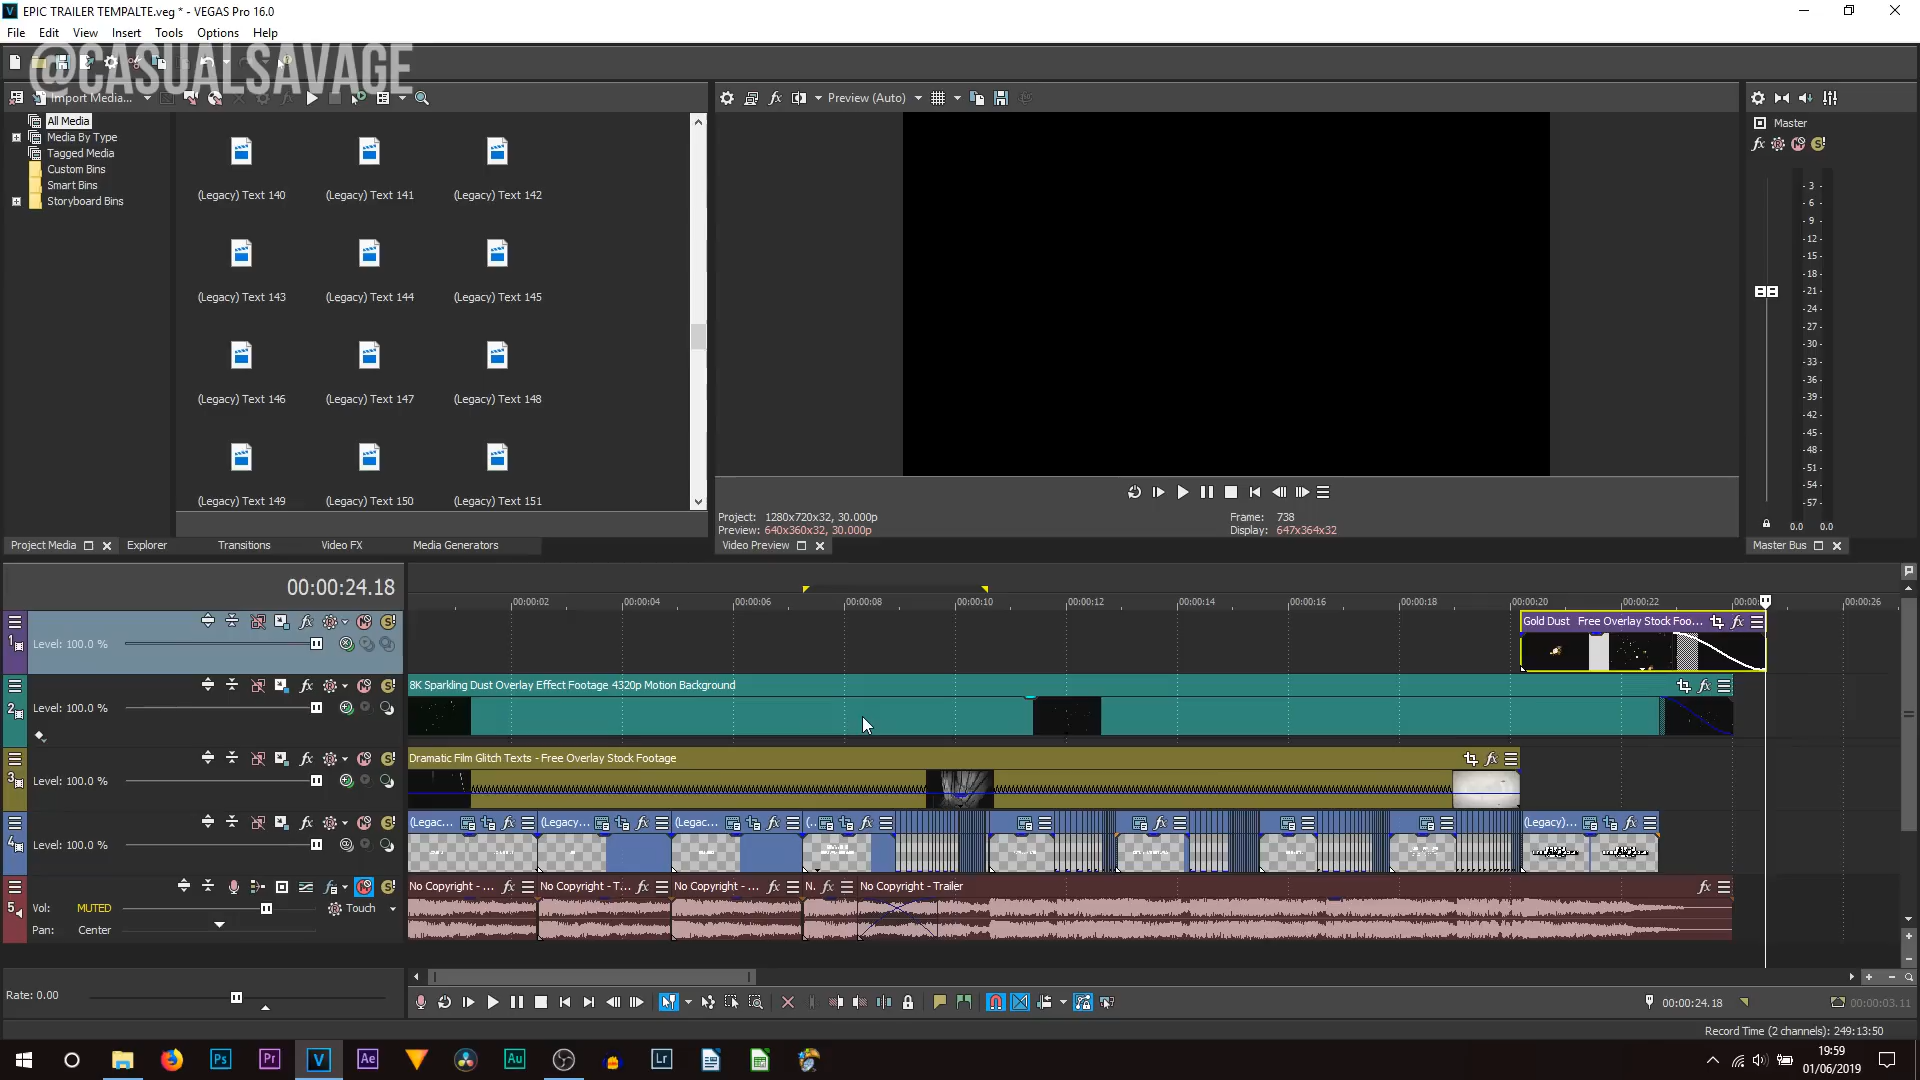 EPIC TRAILER TEMPALTE.veg * - VEGAS Pro 16.0
File Edit View Insert Tools Options Help
@CASUALSAVAGE
Import Media...
Preview (Auto)
All Media
Media By Type
Tagged Media
Custom Bins
Smart Bins
Storyboard Bins
(Legacy) Text 140
(Legacy) Text 141
(Legacy) Text 142
(Legacy) Text 143
(Legacy) Text 144
(Legacy) Text 145
(Legacy) Text 146
(Legacy) Text 147
(Legacy) Text 148
(Legacy) Text 149
(Legacy) Text 150
(Legacy) Text 151
Master
- 3 -
- 6 -
- 9 -
-12 -
-15 -
-18 -
-21 -
-24 -
-27 -
-30 -
-33 -
-36 -
-39 -
-42 -
-45 -
-48 -
-51 -
-54 -
-57 -
0.0 0.0
Project: 1280x720x32, 30.000p
Frame: 738
Preview: 640x360x32, 30.000p
Display: 647x364x32
Project Media
Explorer
Transitions
Video FX
Media Generators
Video Preview
Master Bus
00:00:24.18
00:00:02 00:00:04 00:00:06 00:00:08 00:00:10 00:00:12 00:00:14 00:00:16 00:00:18 00:00:20 00:00:22 00:00: 00:00:26
1
Level: 100.0 %
Gold Dust Free Overlay Stock Foo...
2
Level: 100.0 %
8K Sparkling Dust Overlay Effect Footage 4320p Motion Background
3
Level: 100.0 %
Dramatic Film Glitch Texts - Free Overlay Stock Footage
4
Level: 100.0 %
(Legac... (Legacy... (Legac... (.. (Legacy)...
5
Vol: MUTED
Touch
Pan: Center
No Copyright - ... No Copyright - T... No Copyright - ... N. No Copyright - Trailer
Rate: 0.00
00:00:24.18
00:00:03.11
Record Time (2 channels): 249:13:50
Ps Pr V Ae Au Lr
19:59
01/06/2019